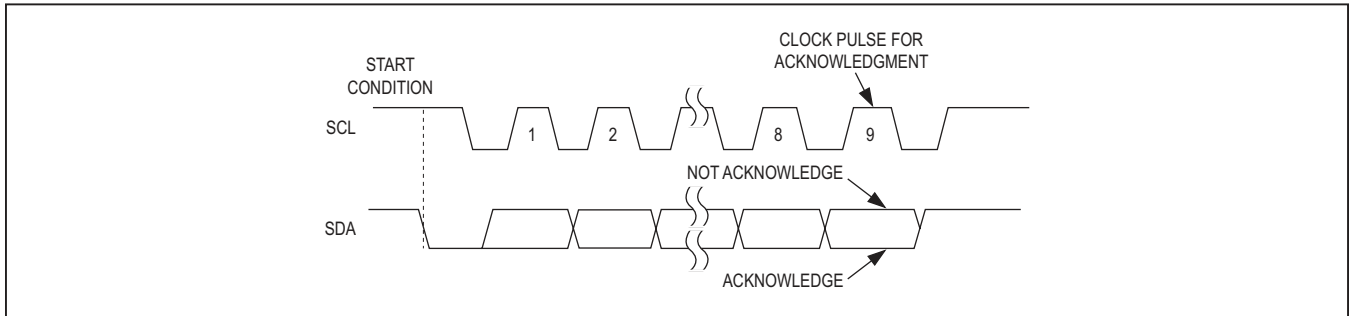 CLOCK PULSE FOR
ACKNOWLEDGMENT
START
CONDITION
SCL
1
2
8
9
NOT ACKNOWLEDGE
SDA
ACKNOWLEDGE